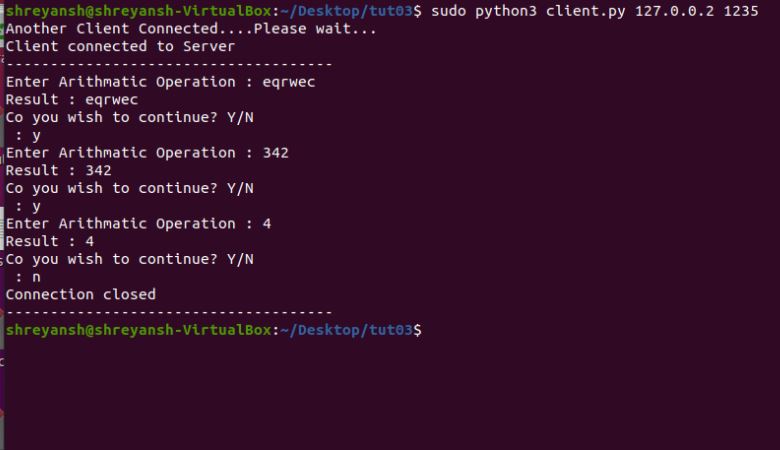 shreyansh@shreyansh-VirtualBox:~/Desktop/tut03$ sudo python3 client.py 127.0.0.2 1235
Another Client Connected....Please wait...
Client connected to Server
-------------------------------------
Enter Arithmatic Operation : eqrwec
Result : eqrwec
Co you wish to continue? Y/N
 : y
Enter Arithmatic Operation : 342
Result : 342
Co you wish to continue? Y/N
 : y
Enter Arithmatic Operation : 4
Result : 4
Co you wish to continue? Y/N
 : n
Connection closed
-------------------------------------
shreyansh@shreyansh-VirtualBox:~/Desktop/tut03$